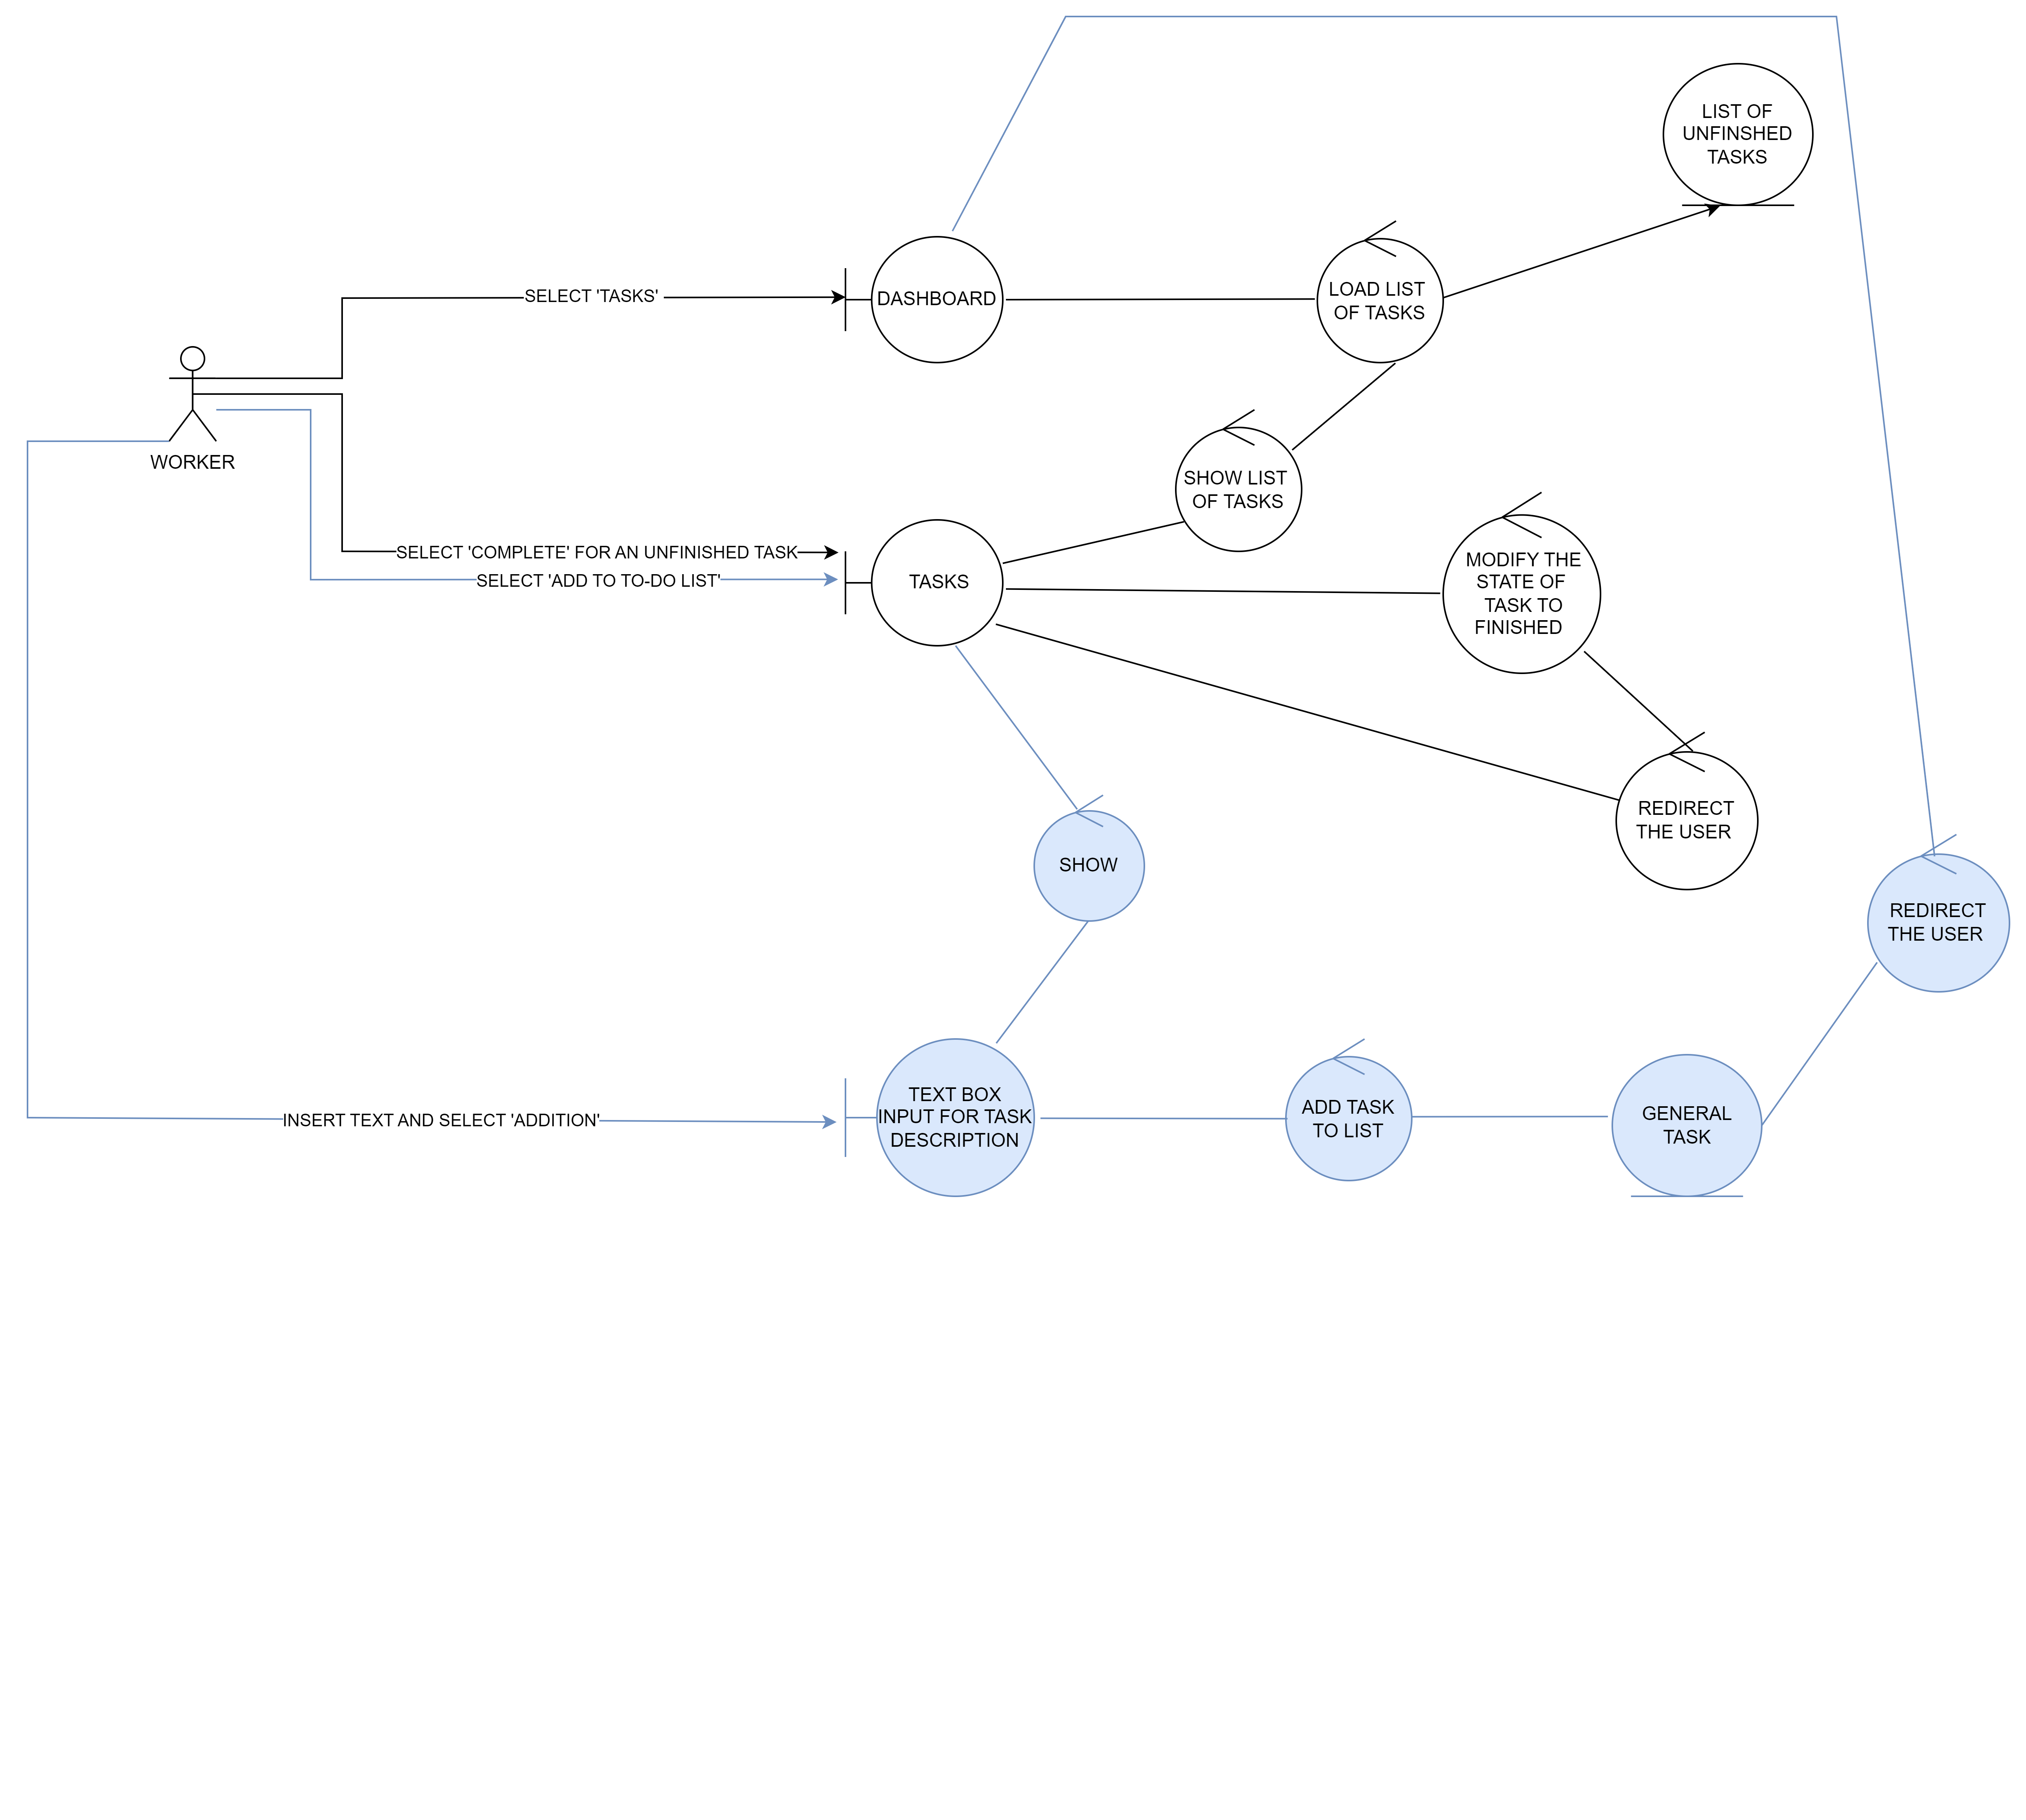 LIST OF
UNFINSHED
TASKS
SELECT 'TASKS'
DASHBOARD
LOAD LIST
OF TASKS
WORKER
SHOW LIST
OF TASKS
SELECT 'COMPLETE' FOR AN UNFINISHED TASK
SELECT 'ADD TO TO-DO LIST'
TASKS
MODIFY THE
STATE OF
TASK TO
FINISHED
REDIRECT
THE USER
SHOW
REDIRECT
THE USER
INSERT TEXT AND SELECT 'ADDITION'
TEXT BOX
INPUT FOR TASK
DESCRIPTION
ADD TASK
TO LIST
GENERAL
TASK